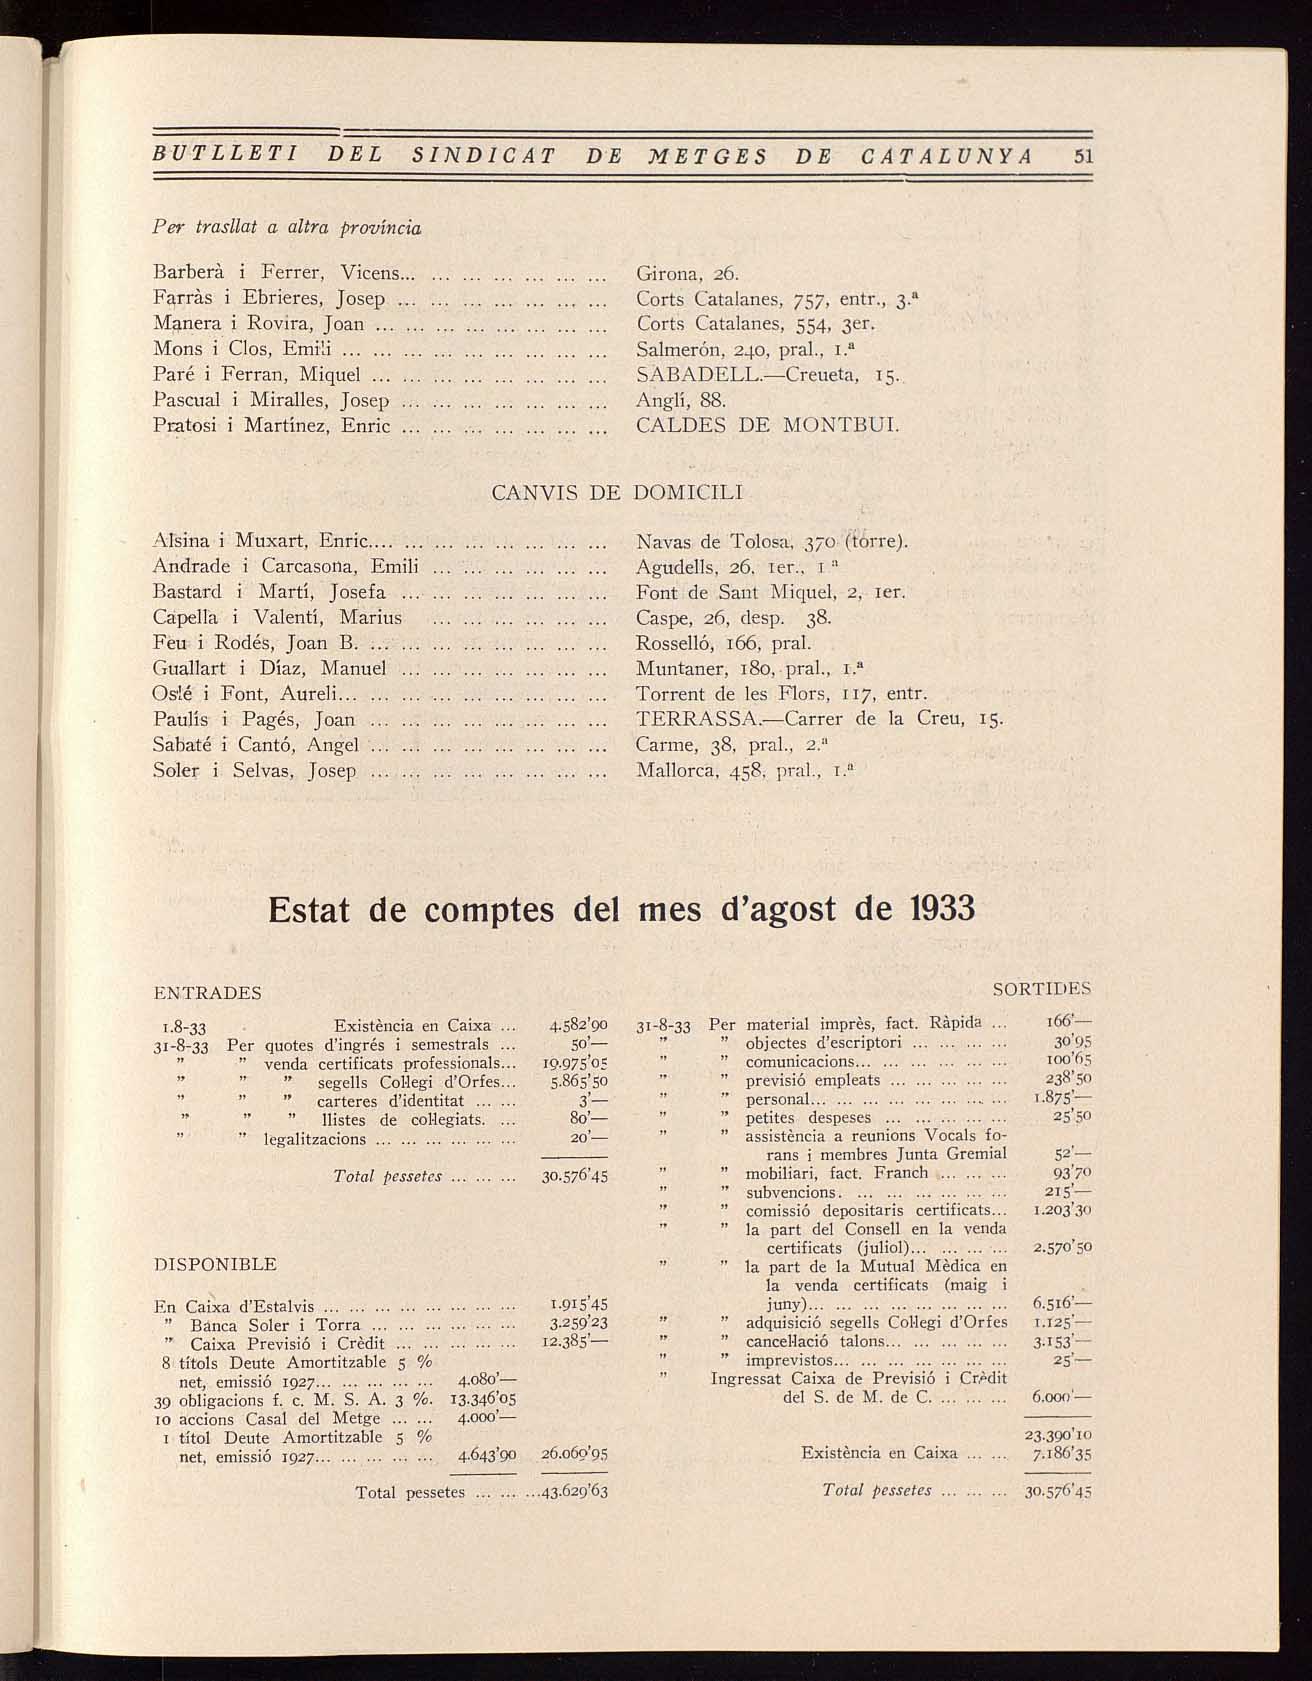 BUTLLETI DEL SINDICAT DE METGES DE CATALUNYA 51
Per trasllat a altra província
Barberà i Ferrer, Vicens... ... ... ... ... ... ... Girona, 26.
Farràs i Ebrieres, Josep ... ... ... ... ... ... ... Corts Catalanes, 757, entr., 3.ª
Manera i Rovira, Joan ... ... ... ... ... ... ... ... Corts Catalanes, 554, 3er.
Mons i Clos, Emili ... ... ... ... ... ... ... ... ... Salmerón, 240, pral., 1.ª
Paré i Ferran, Miquel ... ... ... ... ... ... ... ... SABADELL.—Creueta, 15.
Pascual i Miralles, Josep ... ... ... ... ... ... ... Anglí, 88.
Pratosi i Martínez, Enric ... ... ... ... ... ... ... CALDES DE MONTBUI.
CANVIS DE DOMICILI
Alsina i Muxart, Enric.... ... ... ... ... ... ... ... Navas de Tolosa, 370 (torre).
Andrade i Carcasona, Emili ... ... ... ... ... ... Agudells, 26, 1er., 1 ª
Bastard i Martí, Josefa ... ... ... ... ... ... ... Font de Sant Miquel, 2, 1er.
Capella i Valentí, Marius ... ... ... ... ... ... Caspe, 26, desp. 38.
Feu i Rodés, Joan B. ... ... ... ... ... ... ... ... Rosselló, 166, pral.
Guallart i Díaz, Manuel ... ... ... ... ... ... ... Muntaner, 180, pral., 1.ª
Oslé i Font, Aureli... ... ... ... ... ... ... ... ... Torrent de les Flors, 117, entr.
Paulís i Pagés, Joan ... ... ... ... ... ... ... ... TERRASSA.—Carrer de la Creu, 15.
Sabaté i Cantó, Angel ... ... ... ... ... ... ... ... Carme, 38, pral., 2.ª
Soler i Selvas, Josep ... ... ... ... ... ... ... ... Mallorca, 458, pral., 1.ª
Estat de comptes del mes d'agost de 1933
ENTRADES
1.8-33 Existència en Caixa ... 4.582'90
31-8-33 Per quotes d'ingrés i semestrals ... 50'—
" " venda certificats professionals... 19.975'05
" " " segells Col·legi d'Orfes... 5.865'50
" " " carteres d'identitat ... ... 3'—
" " " llistes de col·legiats. ... 80'—
" " legalitzacions ... ... ... ... ... ... 20'—
Total pessetes ... ... ... 30.576'45
DISPONIBLE
En Caixa d'Estalvis ... ... ... ... ... ... ... ... 1.915'45
" Banca Soler i Torra ... ... ... ... ... ... 3.259'23
" Caixa Previsió i Crèdit ... ... ... ... ... 12.385'—
8 títols Deute Amortitzable 5 %
net, emissió 1927... ... ... ... ... 4.080'—
39 obligacions f. c. M. S. A. 3 %. 13.346'05
10 accions Casal del Metge ... ... 4.000'—
1 títol Deute Amortitzable 5 %
net, emissió 1927... ... ... ... ... 4.643'90 26.069'95
Total pessetes ... ... ...43.629'63
SORTIDES
31-8-33 Per material imprès, fact. Ràpida ... 166'—
" " objectes d'escriptori ... ... ... ... 30'95
" " comunicacions... ... ... ... ... ... 100'65
" " previsió empleats ... ... ... ... ... 238'50
" " personal... ... ... ... ... ... ... ... 1.875'—
" " petites despeses ... ... ... ... ... 25'50
" " assistència a reunions Vocals fo-
rans i membres Junta Gremial 52'—
" " mobiliari, fact. Franch ... ... ... 93'70
" " subvencions. ... ... ... ... ... ... 215'—
" " comissió depositaris certificats... 1.203'30
" " la part del Consell en la venda
certificats (juliol)... ... ... ... 2.570'50
" " la part de la Mutual Mèdica en
la venda certificats (maig i
juny)... ... ... ... ... ... ... ... 6.516'—
" " adquisició segells Col·legi d'Orfes 1.125'—
" " cancel·lació talons... ... ... ... ... 3.153'—
" " imprevistos... ... ... ... ... ... ... 25'—
" Ingressat Caixa de Previsió i Crèdit
del S. de M. de C. ... ... ... 6.000'—
23.390'10
Existència en Caixa ... ... 7.186'35
Total pessetes ... ... ... 30.576'45